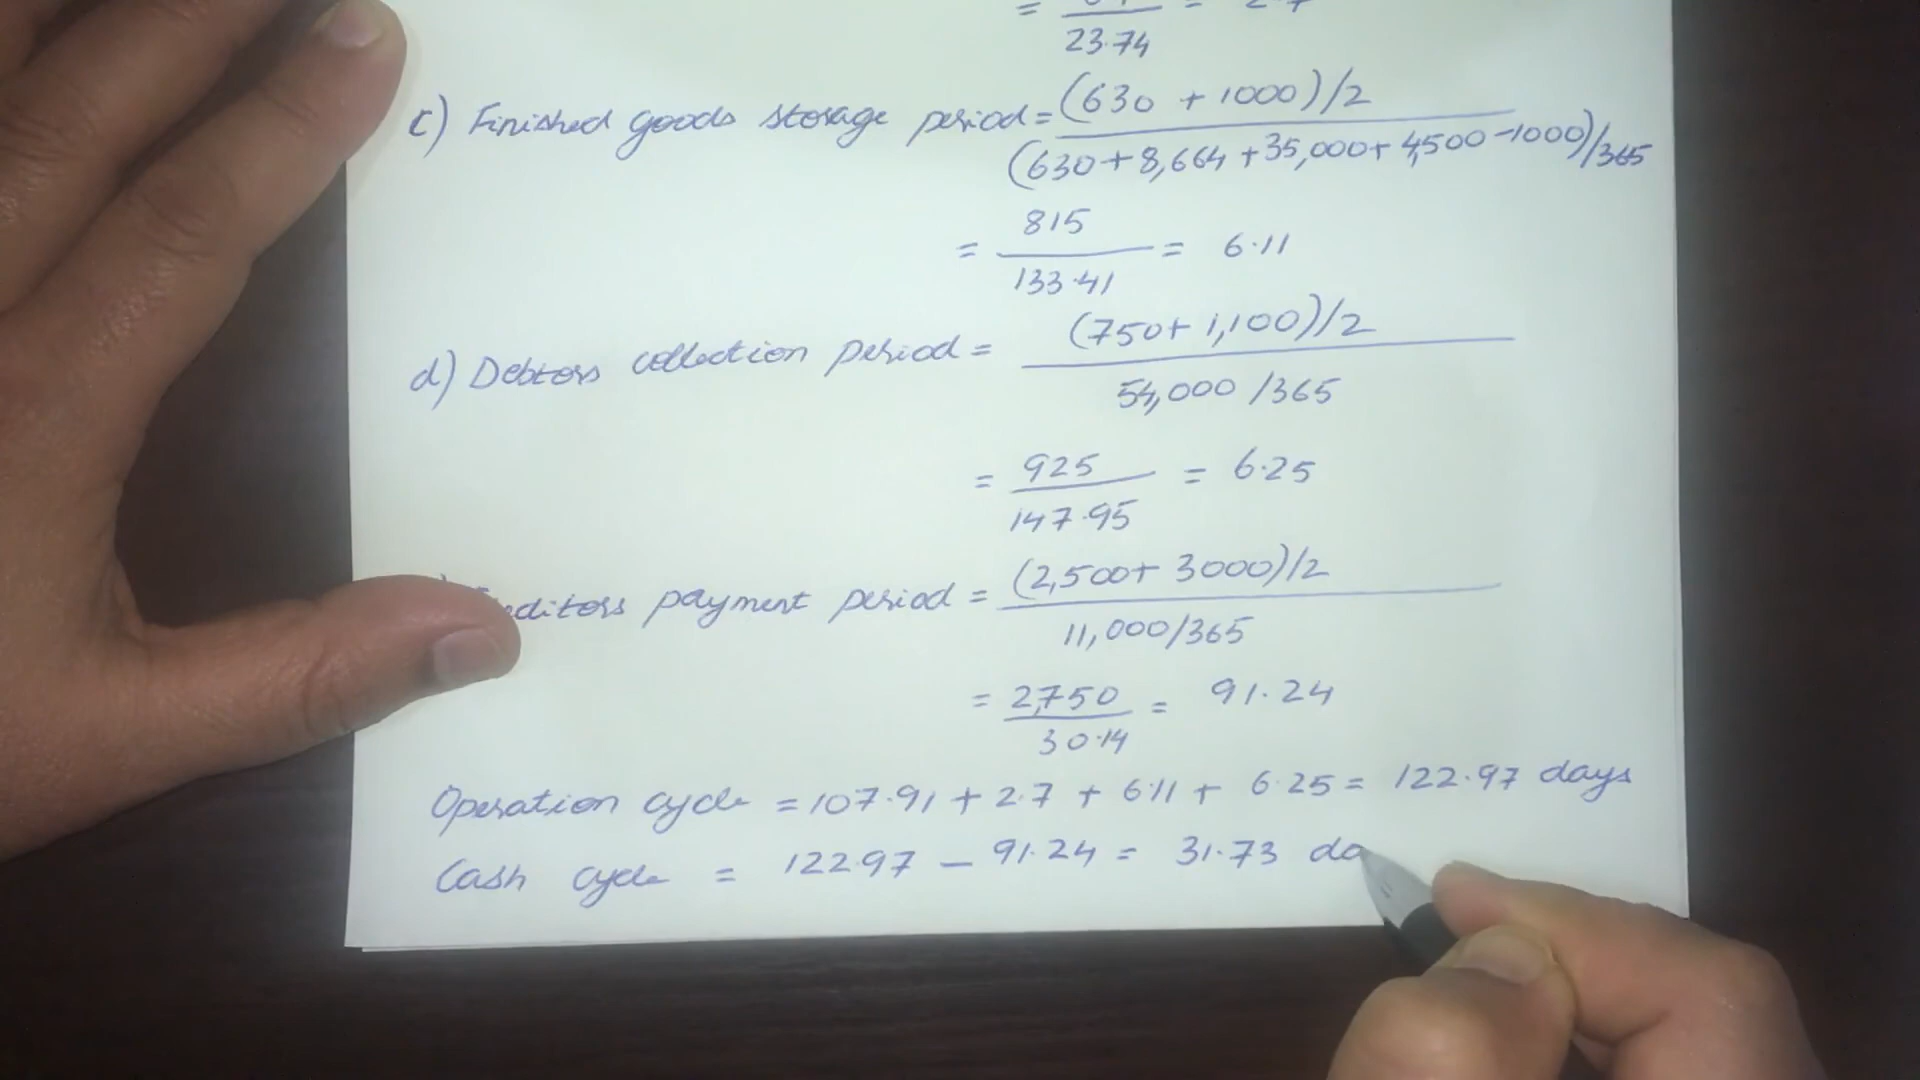 23.74
c) Finished goods storage period = (630 + 1000)/2
(630+8,664+35,000+4,500-1000)/365
= 815
133.41 = 6.11
d) Debtors collection period = (750+1,100)/2
54,000/365
= 925
147.95 = 6.25
payment period = (2,500+3000)/2
11,000/365
= 2,750
30.14 = 91.24
Operation cycle = 107.91 + 2.7 + 6.11 + 6.25 = 122.97 days
Cash cycle = 122.97 - 91.24 = 31.73 da